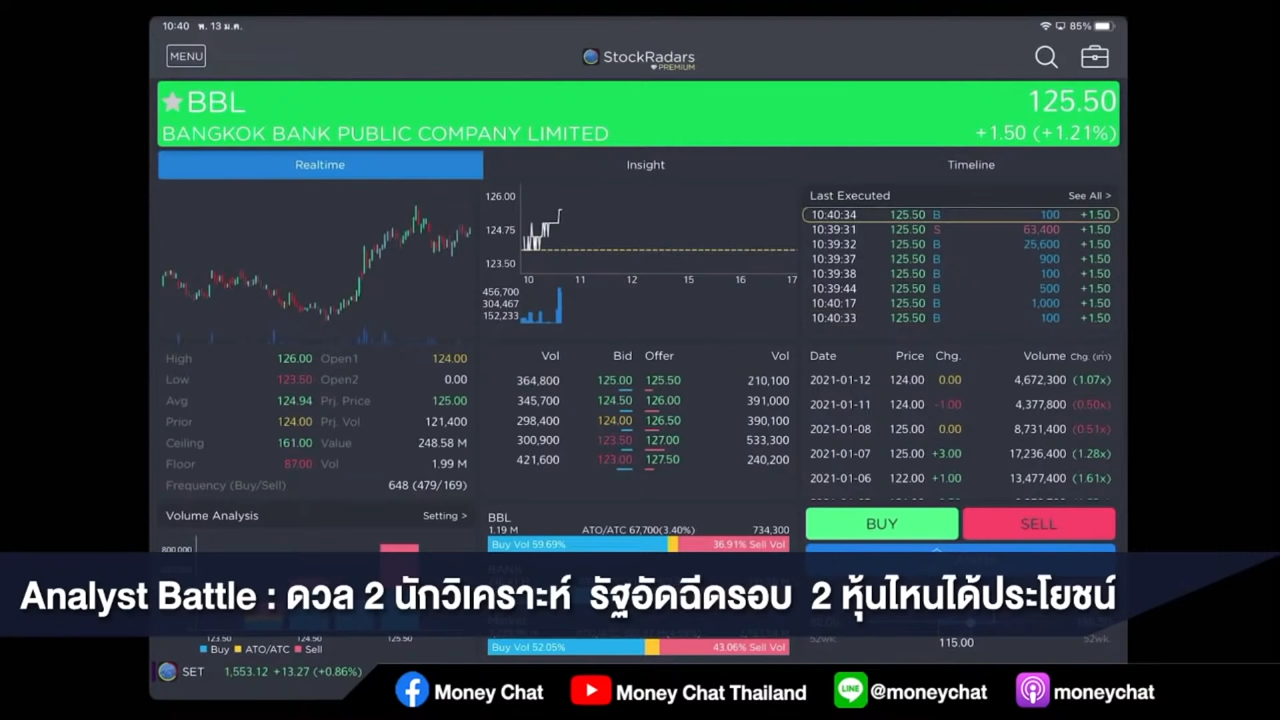 10:40 พ. 13 ม.ค.
85%
MENU
StockRadars
PREMIUM
BBL
125.50
BANGKOK BANK PUBLIC COMPANY LIMITED
+1.50 (+1.21%)
Realtime
Insight
Timeline
126.00
124.75
123.50
10 11 12 15 16 17
456,700
304,467
152,233
Last Executed See All >
10:40:34 125.50 B 100 +1.50
10:39:31 125.50 S 63,400 +1.50
10:39:32 125.50 B 25,600 +1.50
10:39:37 125.50 B 900 +1.50
10:39:38 125.50 B 100 +1.50
10:39:44 125.50 B 500 +1.50
10:40:17 125.50 B 1,000 +1.50
10:40:33 125.50 B 100 +1.50
High 126.00 Open1 124.00
Low 123.50 Open2 0.00
Avg 124.94 Prj. Price 125.00
Prior 124.00 Prj. Vol 121,400
Ceiling 161.00 Value 248.58 M
Floor 87.00 Vol 1.99 M
Frequency (Buy/Sell) 648 (479/169)
Vol Bid Offer Vol
364,800 125.00 125.50 210,100
345,700 124.50 126.00 391,000
298,400 124.00 126.50 390,100
300,900 123.50 127.00 533,300
421,600 123.00 127.50 240,200
Date Price Chg. Volume Chg. (เท่า)
2021-01-12 124.00 0.00 4,672,300 (1.07x)
2021-01-11 124.00 -1.00 4,377,800 (0.50x)
2021-01-08 125.00 0.00 8,731,400 (0.51x)
2021-01-07 125.00 +3.00 17,236,400 (1.28x)
2021-01-06 122.00 +1.00 13,477,400 (1.61x)
Volume Analysis Setting >
800,000
BBL
1.19 M ATO/ATC 67,700(3.40%) 734,300
Buy Vol 59.69% 36.91% Sell Vol
BUY
SELL
Analyst Battle : ดวล 2 นักวิเคราะห์ รัฐอัดฉีดรอบ 2 หุ้นไหนได้ประโยชน์
123.50 124.50 125.50
Buy ATO/ATC Sell
Buy Vol 52.05% 43.06% Sell Vol
52wk. 115.00 52wk.
SET 1,553.12 +13.27 (+0.86%)
Money Chat
Money Chat Thailand
LINE
@moneychat
moneychat